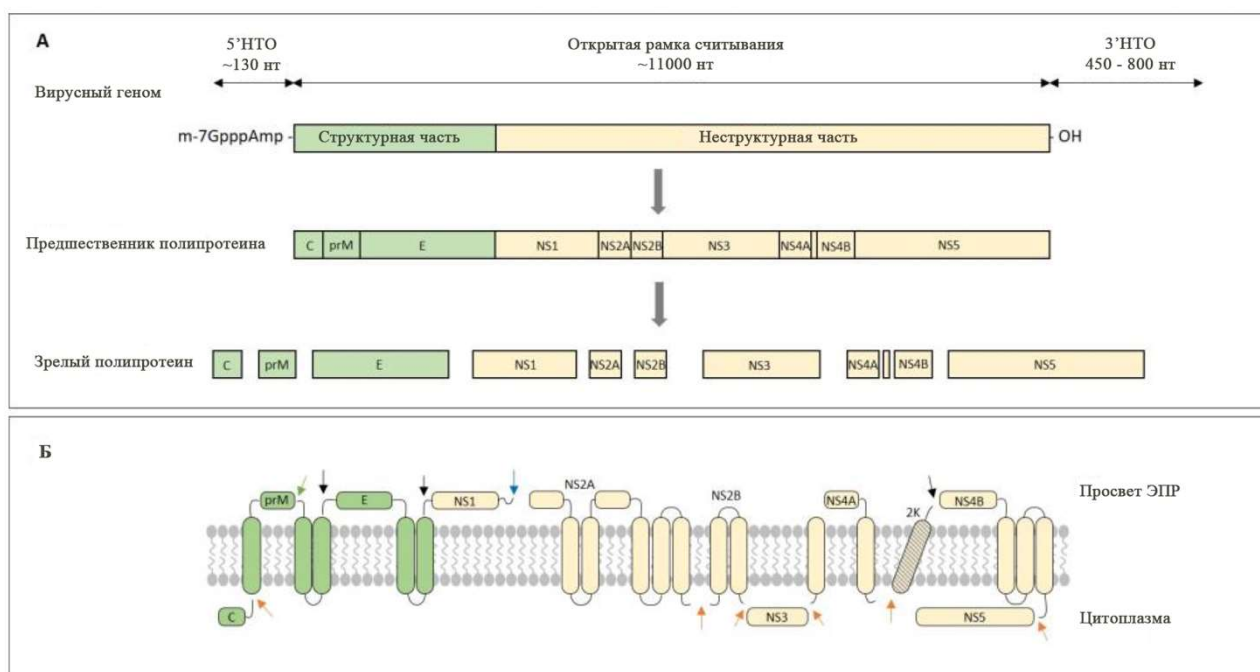 А
5'НТО
~130 нт
Открытая рамка считывания
~11000 нт
3'НТО
450 - 800 нт
Вирусный геном
m-7GpppAmp -
Структурная часть
Неструктурная часть
- OH
Предшественник полипротеина
C prM E NS1 NS2A NS2B NS3 NS4A NS4B NS5
Зрелый полипротеин
C prM E NS1 NS2A NS2B NS3 NS4A NS4B NS5
Б
prM E NS1 NS2A NS2B NS4A 2K NS4B
Просвет ЭПР
C NS3 NS5
Цитоплазма